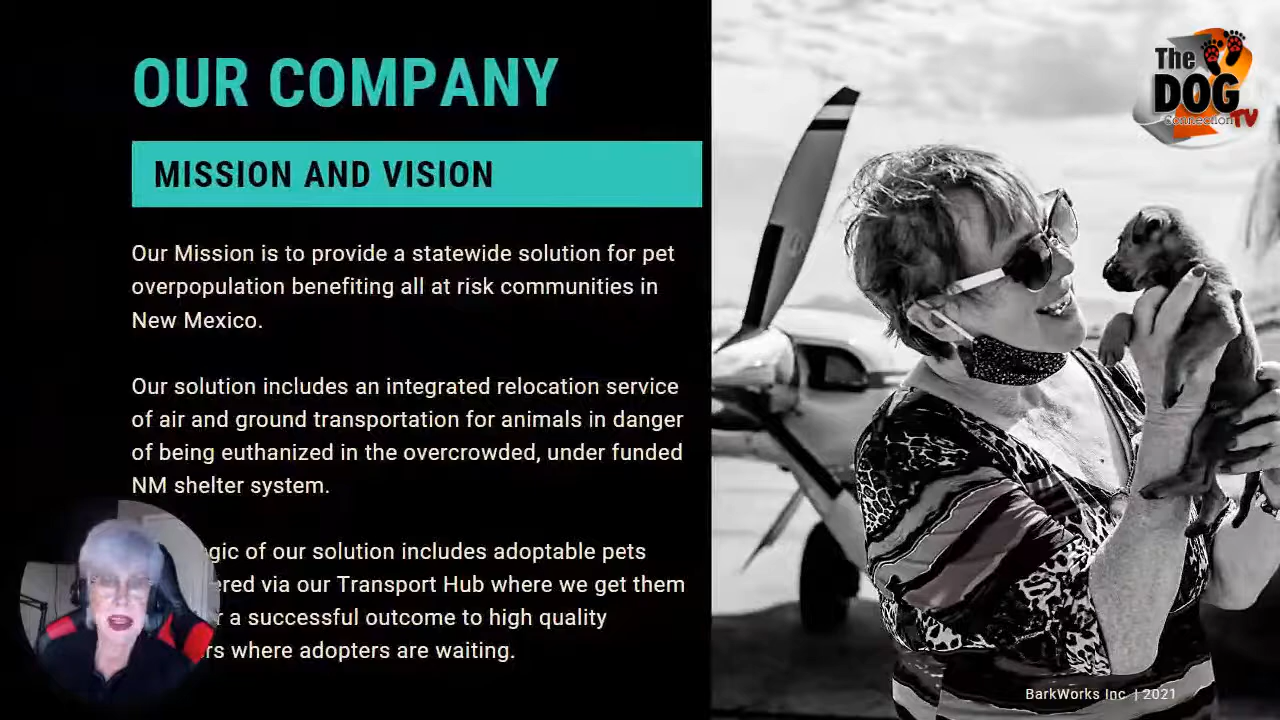 OUR COMPANY
MISSION AND VISION
Our Mission is to provide a statewide solution for pet
overpopulation benefiting all at risk communities in
New Mexico.
Our solution includes an integrated relocation service
of air and ground transportation for animals in danger
of being euthanized in the overcrowded, under funded
NM shelter system.
of our solution includes adoptable pets
via our Transport Hub where we get them
a successful outcome to high quality
where adopters are waiting.
The
DOG
Connection TV
BarkWorks Inc | 2021